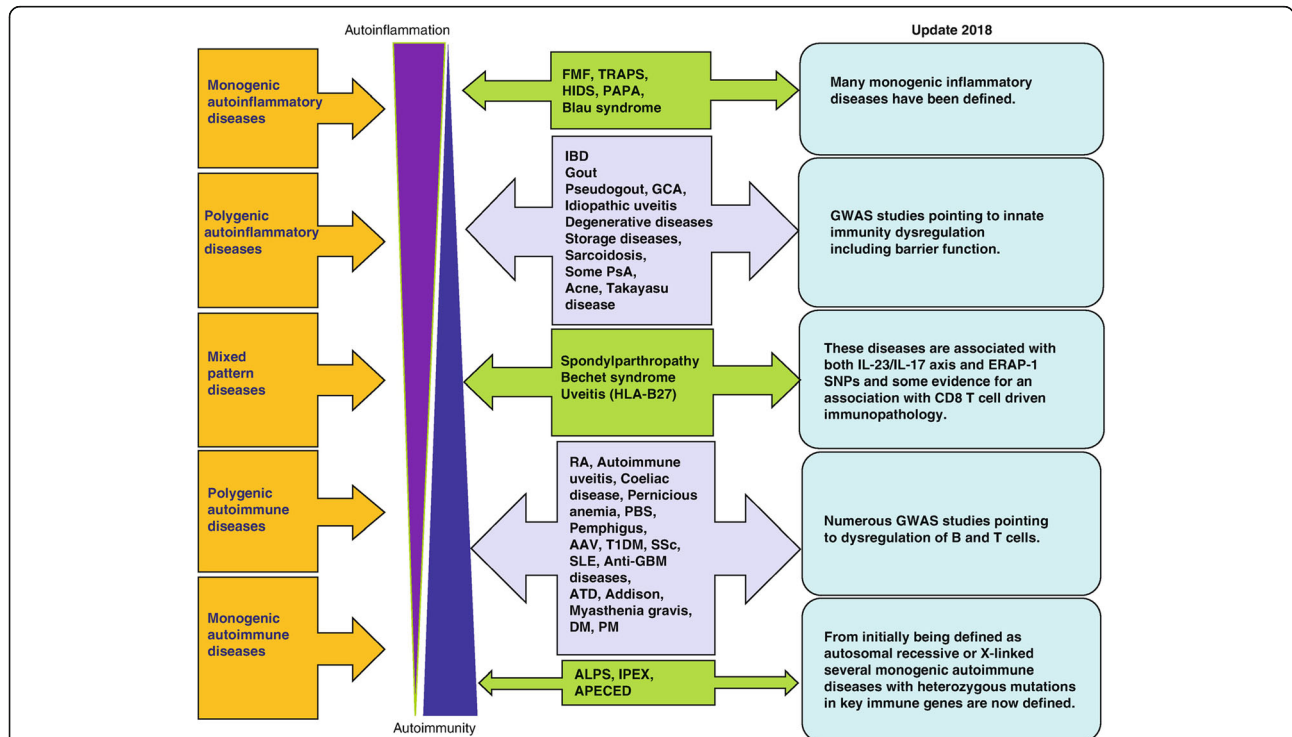 Autoinflammation
Update 2018
Monogenic
autoinflammatory
diseases
FMF, TRAPS,
HIDS, PAPA,
Blau syndrome
Many monogenic inflammatory
diseases have been defined.
Polygenic
autoinflammatory
diseases
IBD
Gout
Pseudogout, GCA,
Idiopathic uveitis
Degenerative diseases
Storage diseases,
Sarcoidosis,
Some PsA,
Acne, Takayasu
disease
GWAS studies pointing to innate
immunity dysregulation
including barrier function.
Mixed
pattern
diseases
Spondylparthropathy
Bechet syndrome
Uveitis (HLA-B27)
These diseases are associated with
both IL-23/IL-17 axis and ERAP-1
SNPs and some evidence for an
association with CD8 T cell driven
immunopathology.
Polygenic
autoimmune
diseases
RA, Autoimmune
uveitis, Coeliac
disease, Pernicious
anemia, PBS,
Pemphigus,
AAV, T1DM, SSc,
SLE, Anti-GBM
diseases,
ATD, Addison,
Myasthenia gravis,
DM, PM
Numerous GWAS studies pointing
to dysregulation of B and T cells.
Monogenic
autoimmune
diseases
ALPS, IPEX,
APECED
From initially being defined as
autosomal recessive or X-linked
several monogenic autoimmune
diseases with heterozygous mutations
in key immune genes are now defined.
Autoimmunity